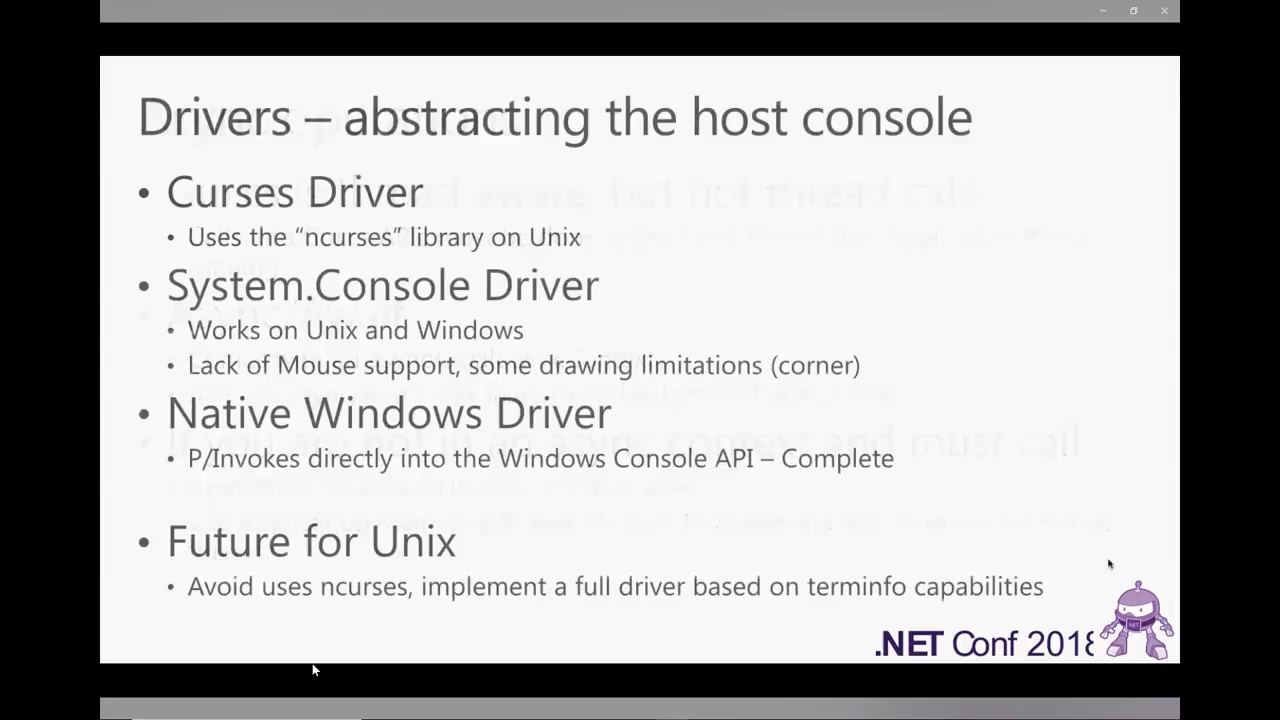 Drivers – abstracting the host console
• Curses Driver
• Uses the “ncurses” library on Unix
• System.Console Driver
• Works on Unix and Windows
• Lack of Mouse support, some drawing limitations (corner)
• Native Windows Driver
• P/Invokes directly into the Windows Console API – Complete
• Future for Unix
• Avoid uses ncurses, implement a full driver based on terminfo capabilities
.NET Conf 2018
.NET